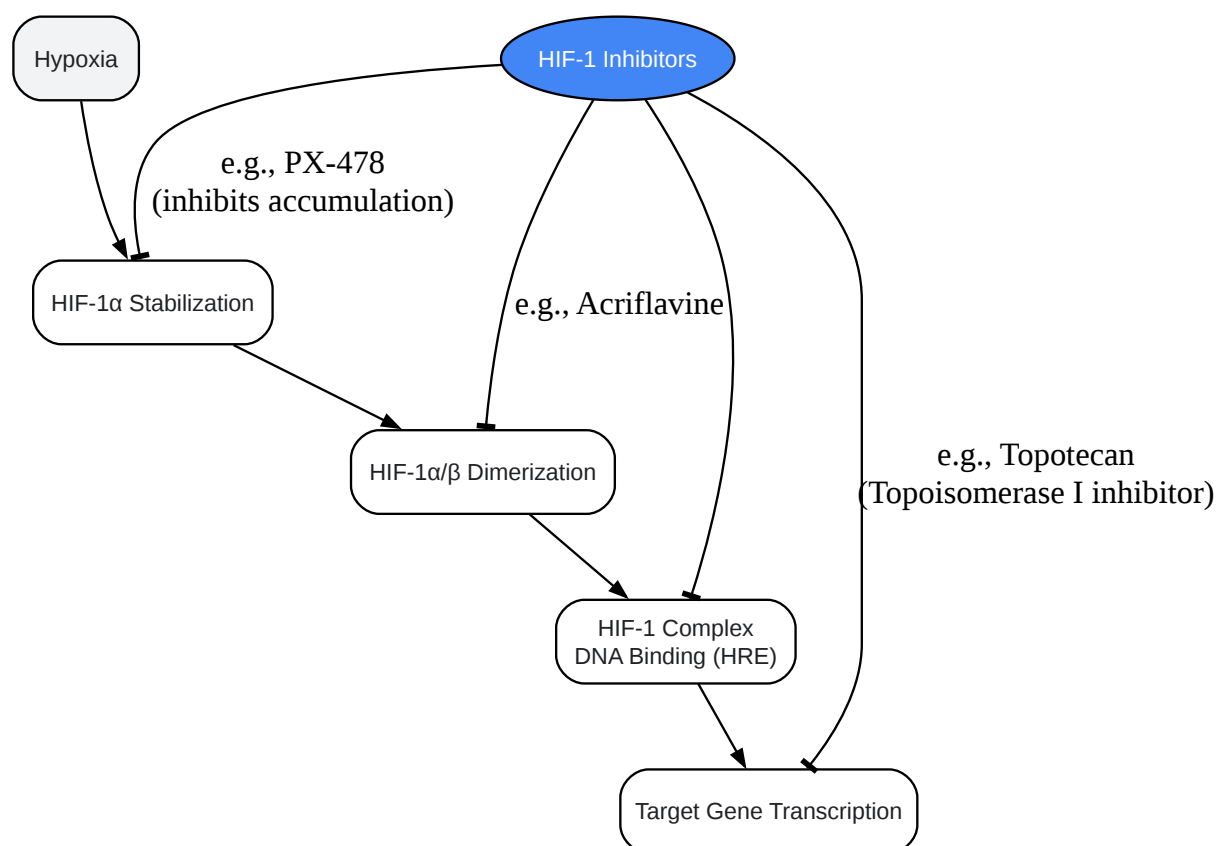 Hypoxia
HIF-1 Inhibitors
e.g., PX-478
(inhibits accumulation)
HIF-1α Stabilization
e.g., Acriflavine
HIF-1α/β Dimerization
e.g., Topotecan
(Topoisomerase I inhibitor)
HIF-1 Complex
DNA Binding (HRE)
Target Gene Transcription